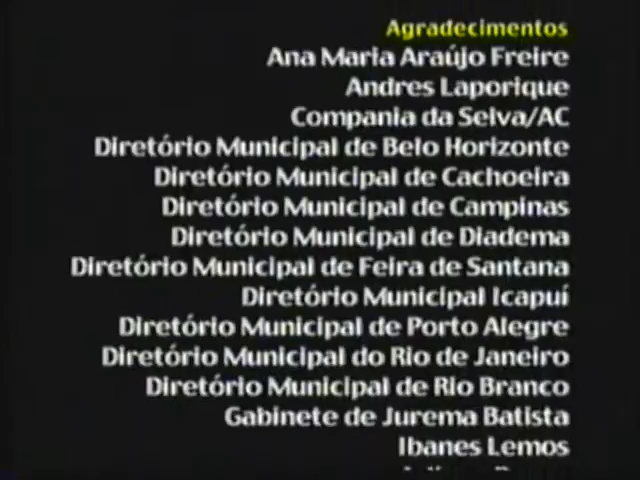 Agradecimentos
Ana Maria Araújo Freire
Andres Laporique
Compania da Selva/AC
Diretório Municipal de Belo Horizonte
Diretório Municipal de Cachoeira
Diretório Municipal de Campinas
Diretório Municipal de Diadema
Diretório Municipal de Feira de Santana
Diretório Municipal Icapuí
Diretório Municipal de Porto Alegre
Diretório Municipal do Rio de Janeiro
Diretório Municipal de Rio Branco
Gabinete de Jurema Batista
Ibanes Lemos